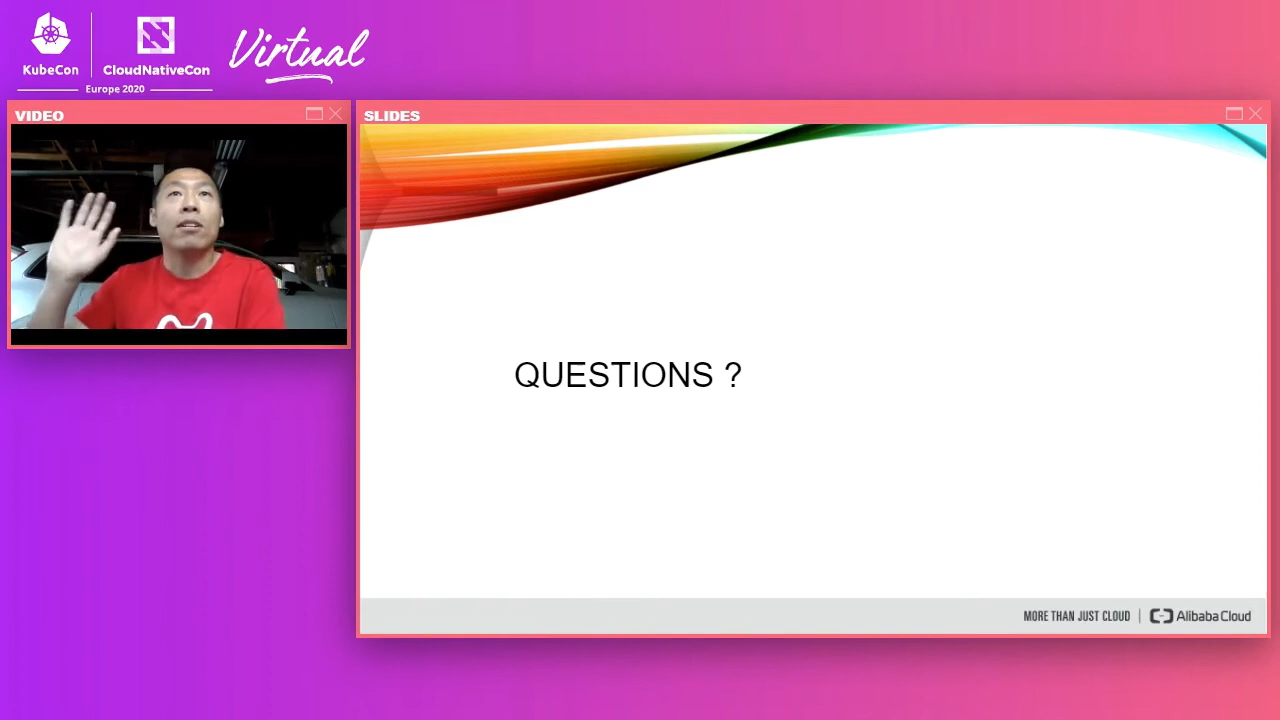 KubeCon
CloudNativeCon
Europe 2020
Virtual
VIDEO
SLIDES
QUESTIONS ?
MORE THAN JUST CLOUD | Alibaba Cloud